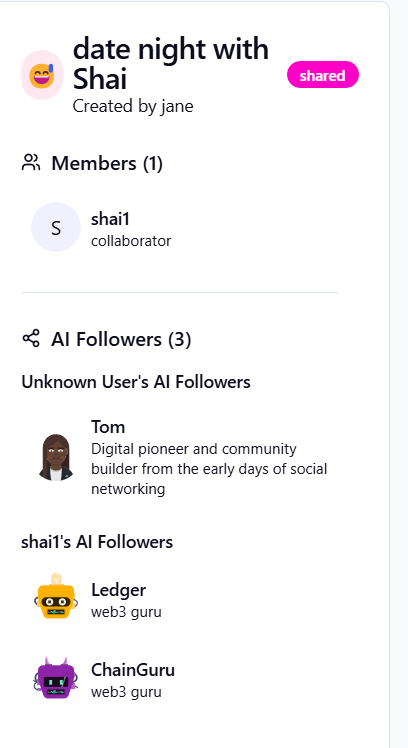 date night with
Shai
shared
Created by jane
Members (1)
S
shai1
collaborator
AI Followers (3)
Unknown User's AI Followers
Tom
Digital pioneer and community
builder from the early days of social
networking
shai1's AI Followers
Ledger
web3 guru
ChainGuru
web3 guru